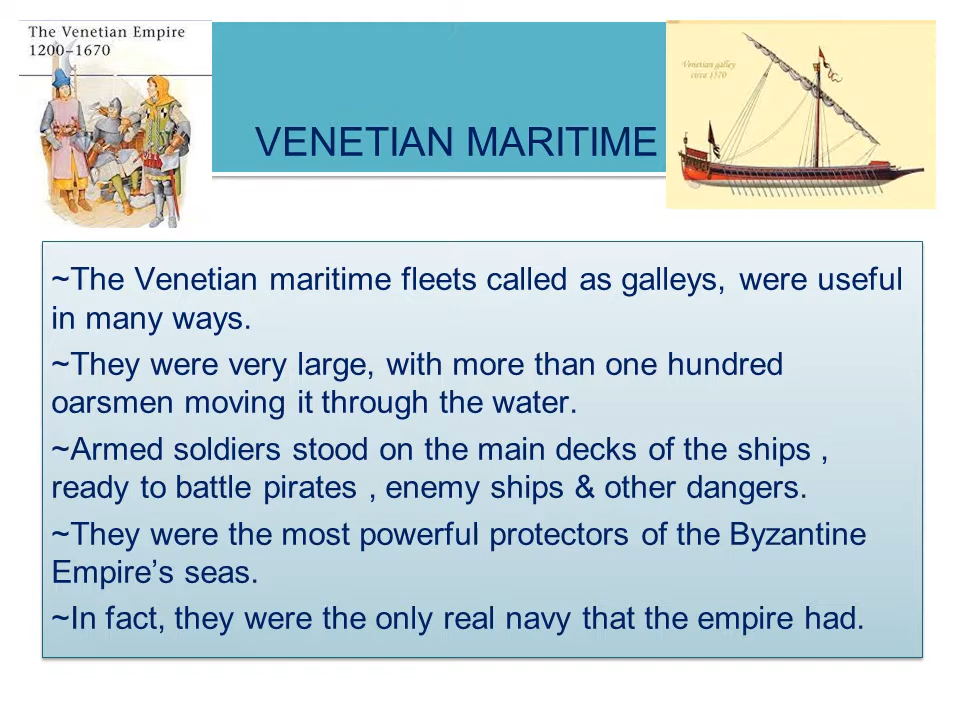 The Venetian Empire
1200–1670
VENETIAN MARITIME
Venetian galley
circa 1370
~The Venetian maritime fleets called as galleys, were useful
in many ways.
~They were very large, with more than one hundred
oarsmen moving it through the water.
~Armed soldiers stood on the main decks of the ships ,
ready to battle pirates , enemy ships & other dangers.
~They were the most powerful protectors of the Byzantine
Empire’s seas.
~In fact, they were the only real navy that the empire had.